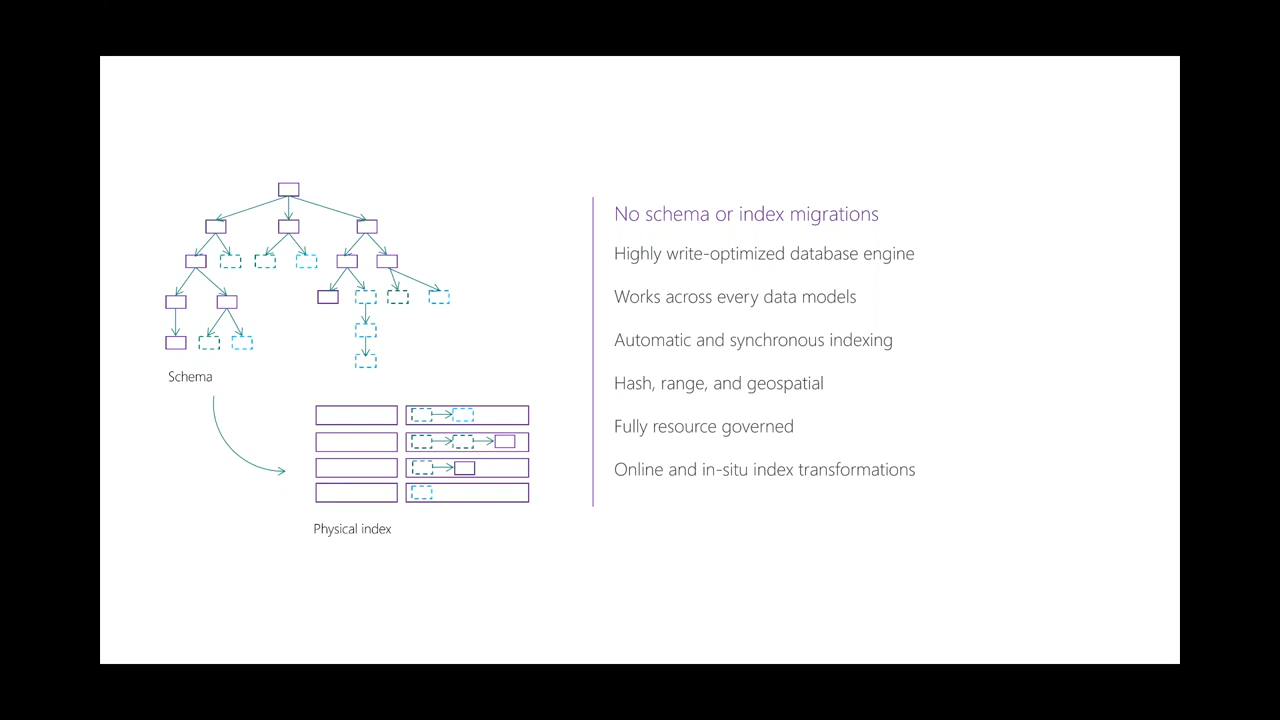 Schema
Physical index
No schema or index migrations
Highly write-optimized database engine
Works across every data models
Automatic and synchronous indexing
Hash, range, and geospatial
Fully resource governed
Online and in-situ index transformations